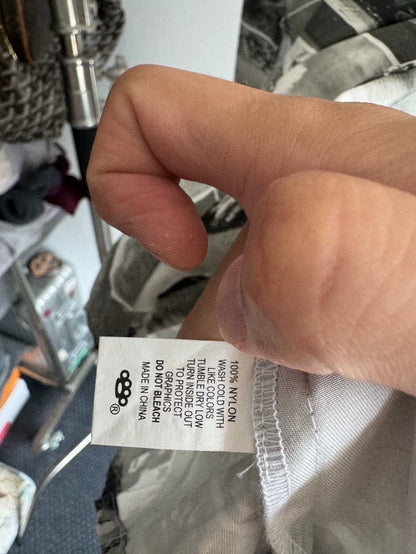 100% NYLON
WASH COLD WITH
LIKE COLORS
TUMBLE DRY LOW
TURN INSIDE OUT
TO PROTECT
GRAPHICS
DO NOT BLEACH
MADE IN CHINA
®